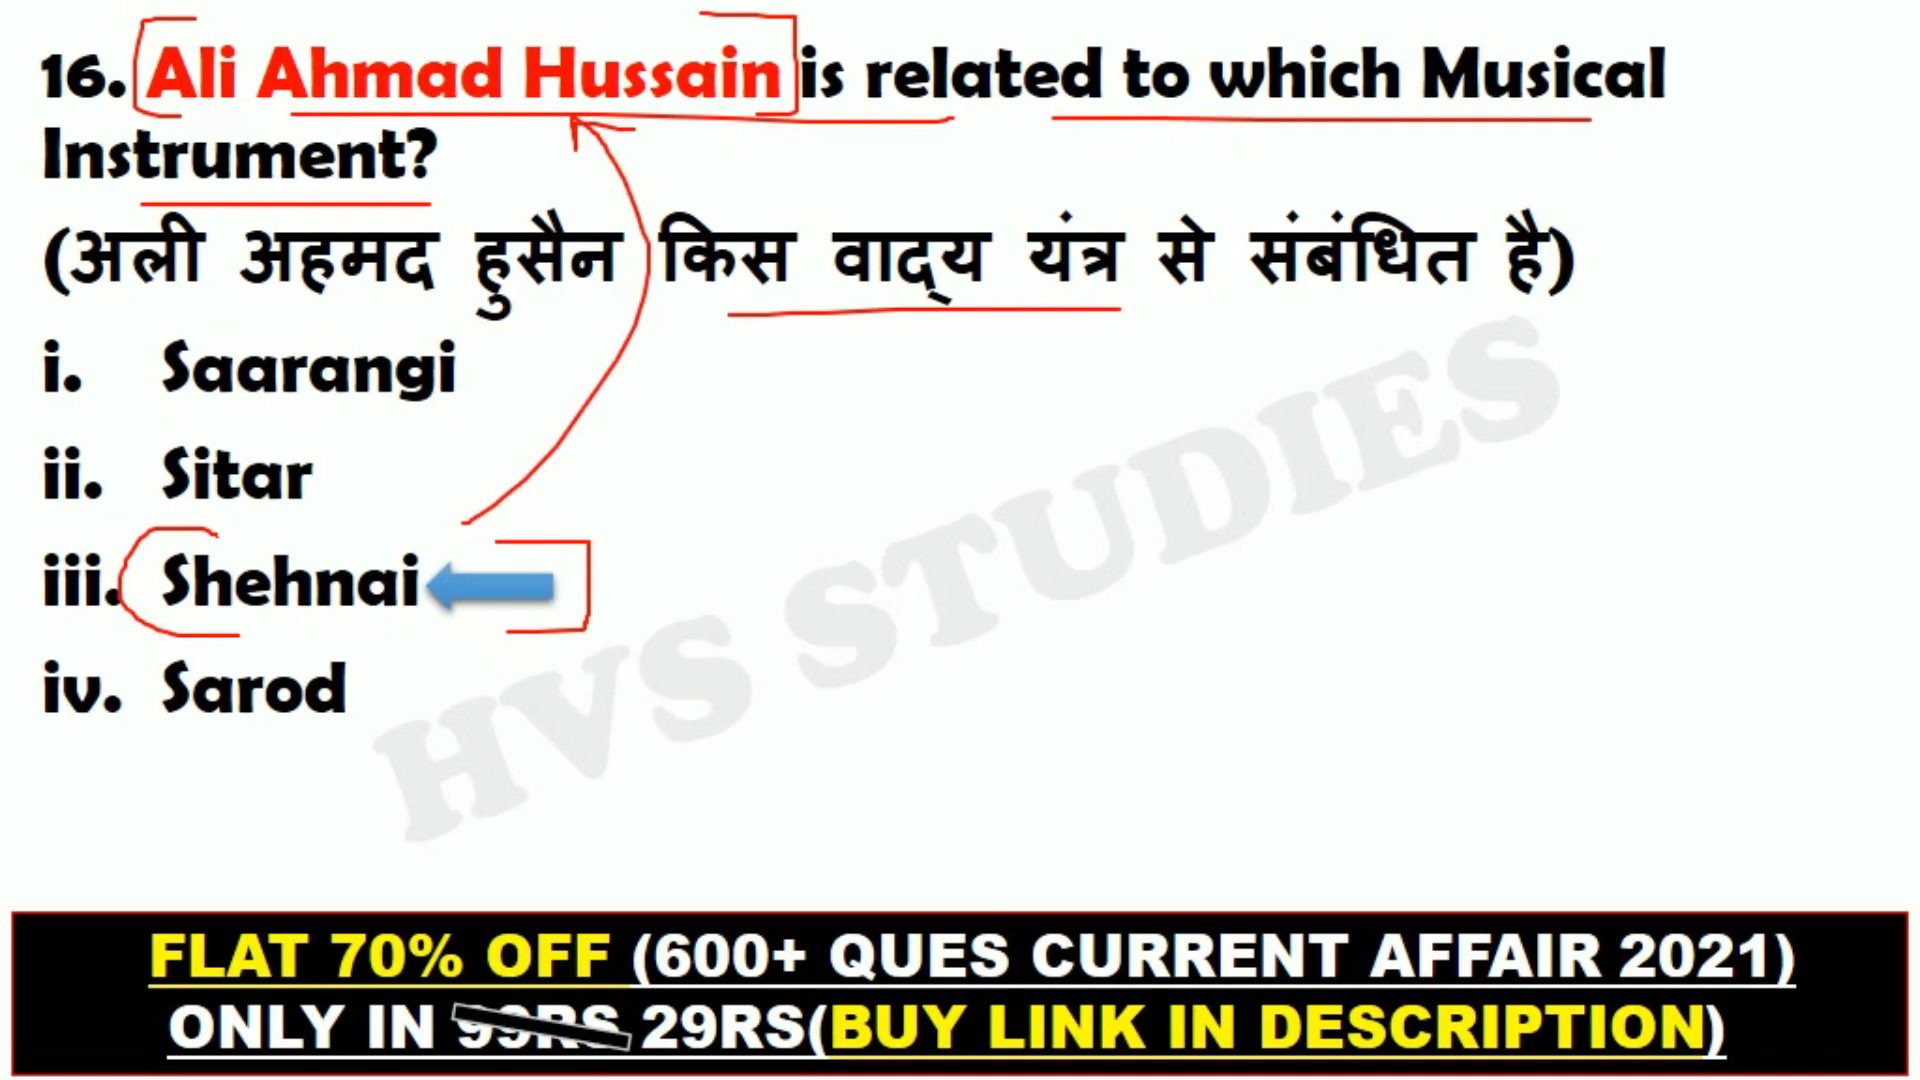 16. Ali Ahmad Hussain is related to which Musical
Instrument?
(अली अहमद हुसैन किस वाद्य यंत्र से संबंधित है)
i. Saarangi
ii. Sitar
iii. Shehnai
iv. Sarod
HVS STUDIES
FLAT 70% OFF (600+ QUES CURRENT AFFAIR 2021)
ONLY IN 99RS 29RS(BUY LINK IN DESCRIPTION)